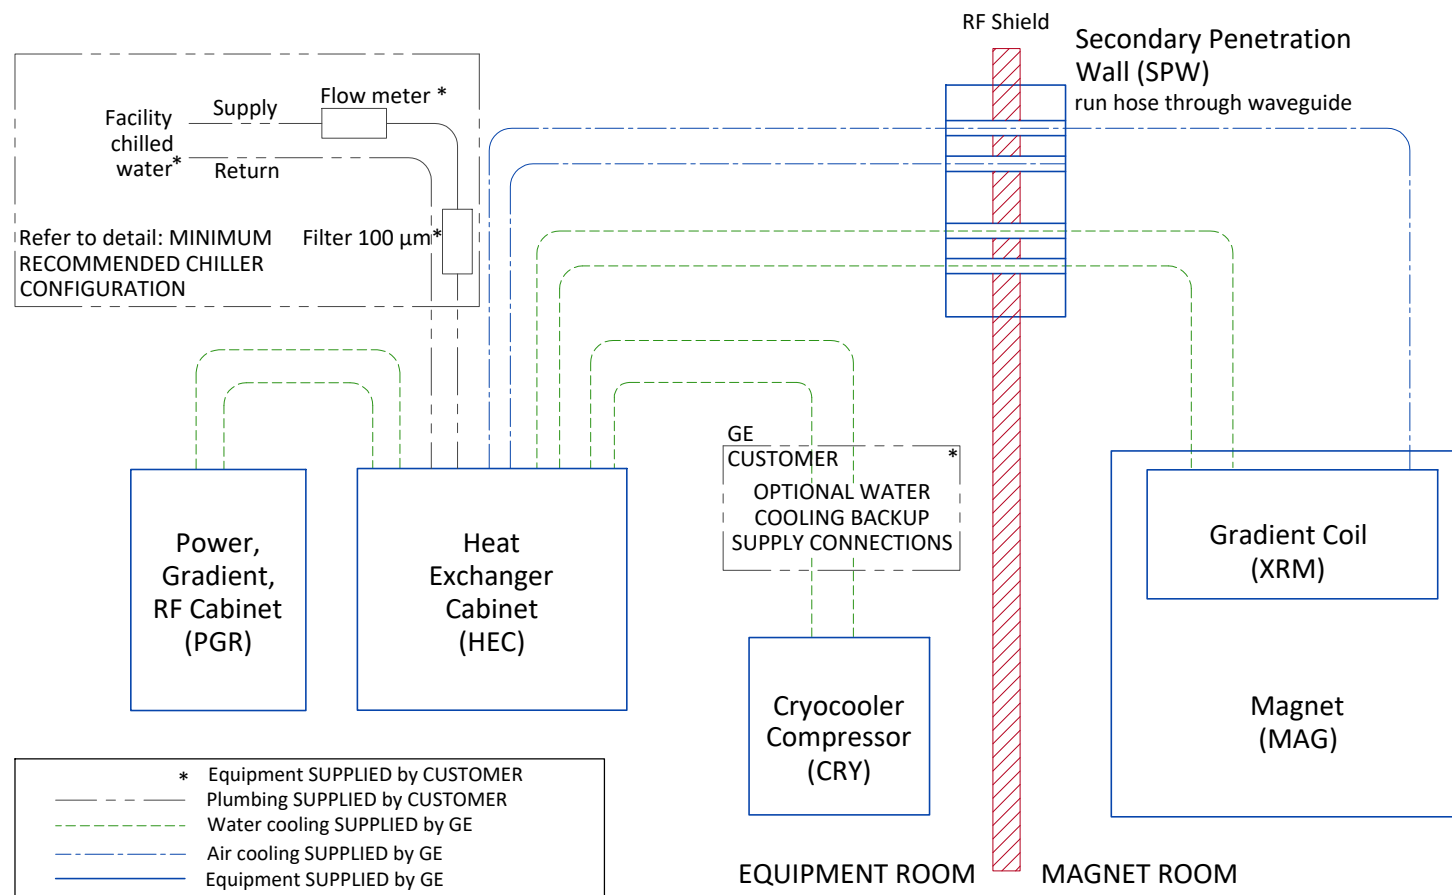 RF Shield
Secondary Penetration
Wall (SPW)
run hose through waveguide
Flow meter *
Supply
Facility
chilled
water*
Return
Refer to detail: MINIMUM
RECOMMENDED CHILLER
CONFIGURATION
Filter 100 µm*
GE
CUSTOMER *
OPTIONAL WATER
COOLING BACKUP
SUPPLY CONNECTIONS
Power,
Gradient,
RF Cabinet
(PGR)
Heat
Exchanger
Cabinet
(HEC)
Gradient Coil
(XRM)
Cryocooler
Compressor
(CRY)
Magnet
(MAG)
* Equipment SUPPLIED by CUSTOMER
Plumbing SUPPLIED by CUSTOMER
Water cooling SUPPLIED by GE
Air cooling SUPPLIED by GE
Equipment SUPPLIED by GE
EQUIPMENT ROOM
MAGNET ROOM